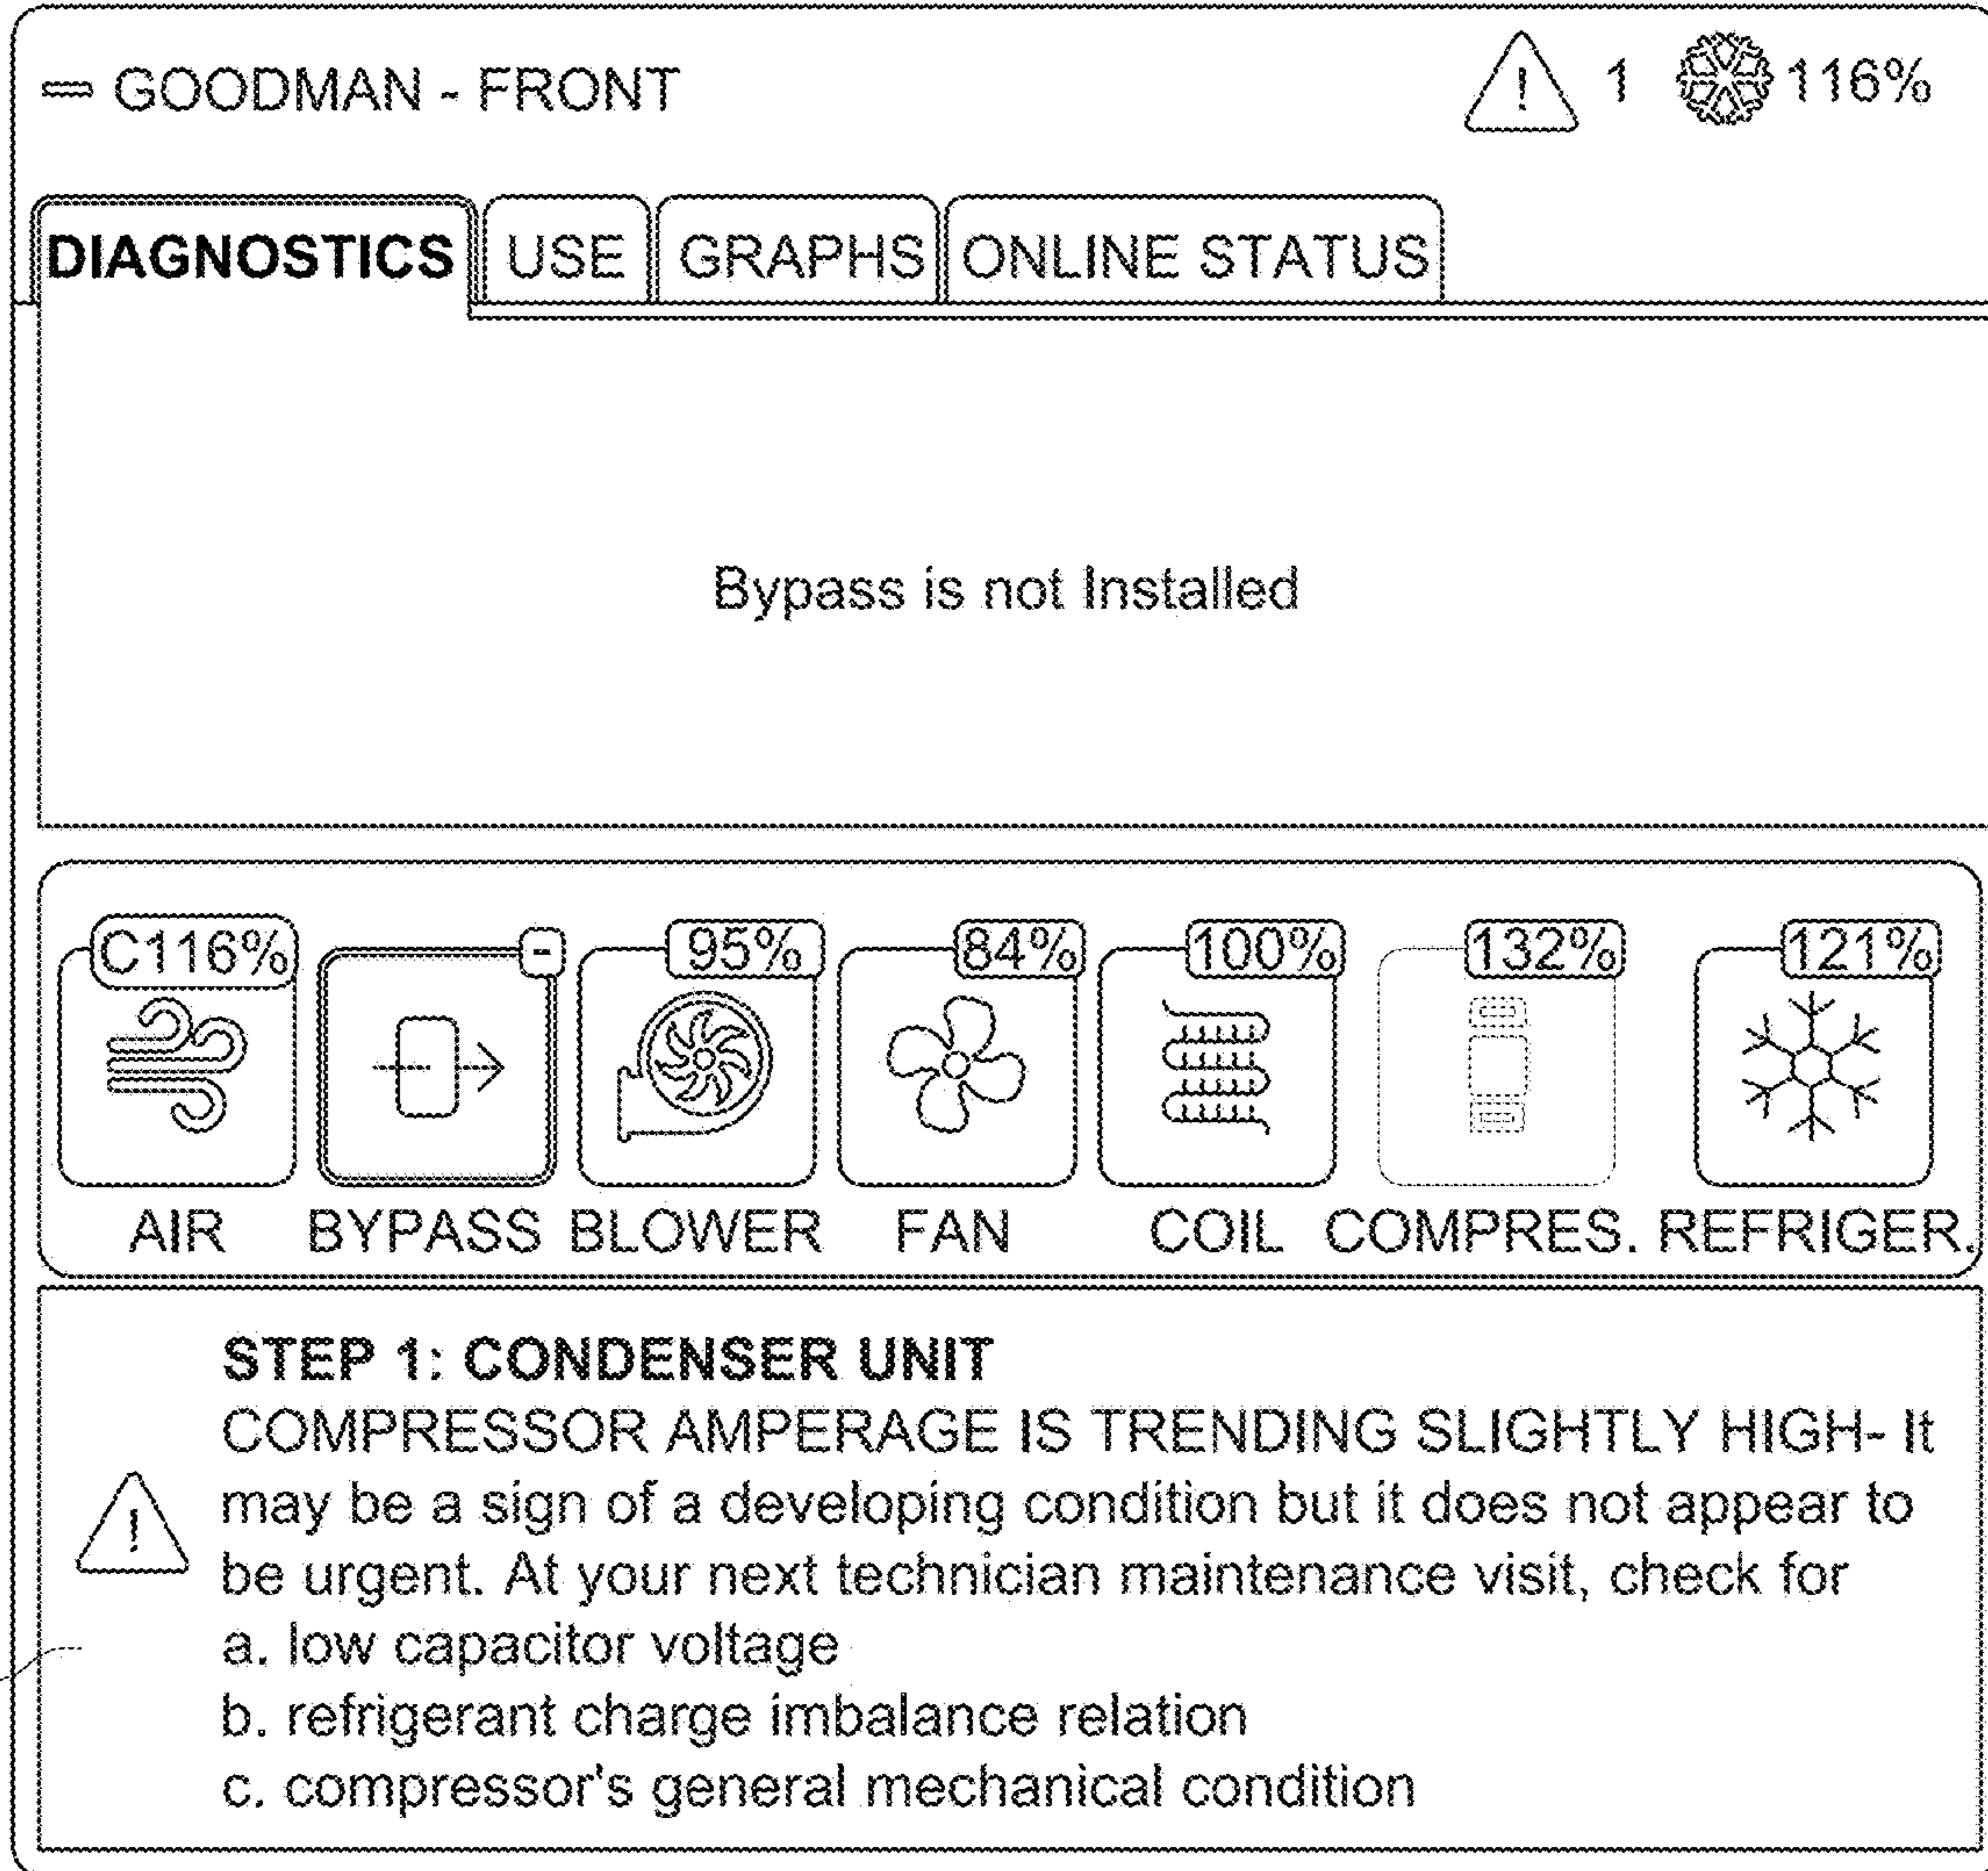 GOODMAN - FRONT
! 1 116%
DIAGNOSTICS USE GRAPHS ONLINE STATUS
Bypass is not Installed
C116% - 95% 84% 100% 132% 121%
AIR BYPASS BLOWER FAN COIL COMPRES. REFRIGER.
STEP 1: CONDENSER UNIT
COMPRESSOR AMPERAGE IS TRENDING SLIGHTLY HIGH- It
may be a sign of a developing condition but it does not appear to
! be urgent. At your next technician maintenance visit, check for
a. low capacitor voltage
b. refrigerant charge imbalance relation
c. compressor's general mechanical condition